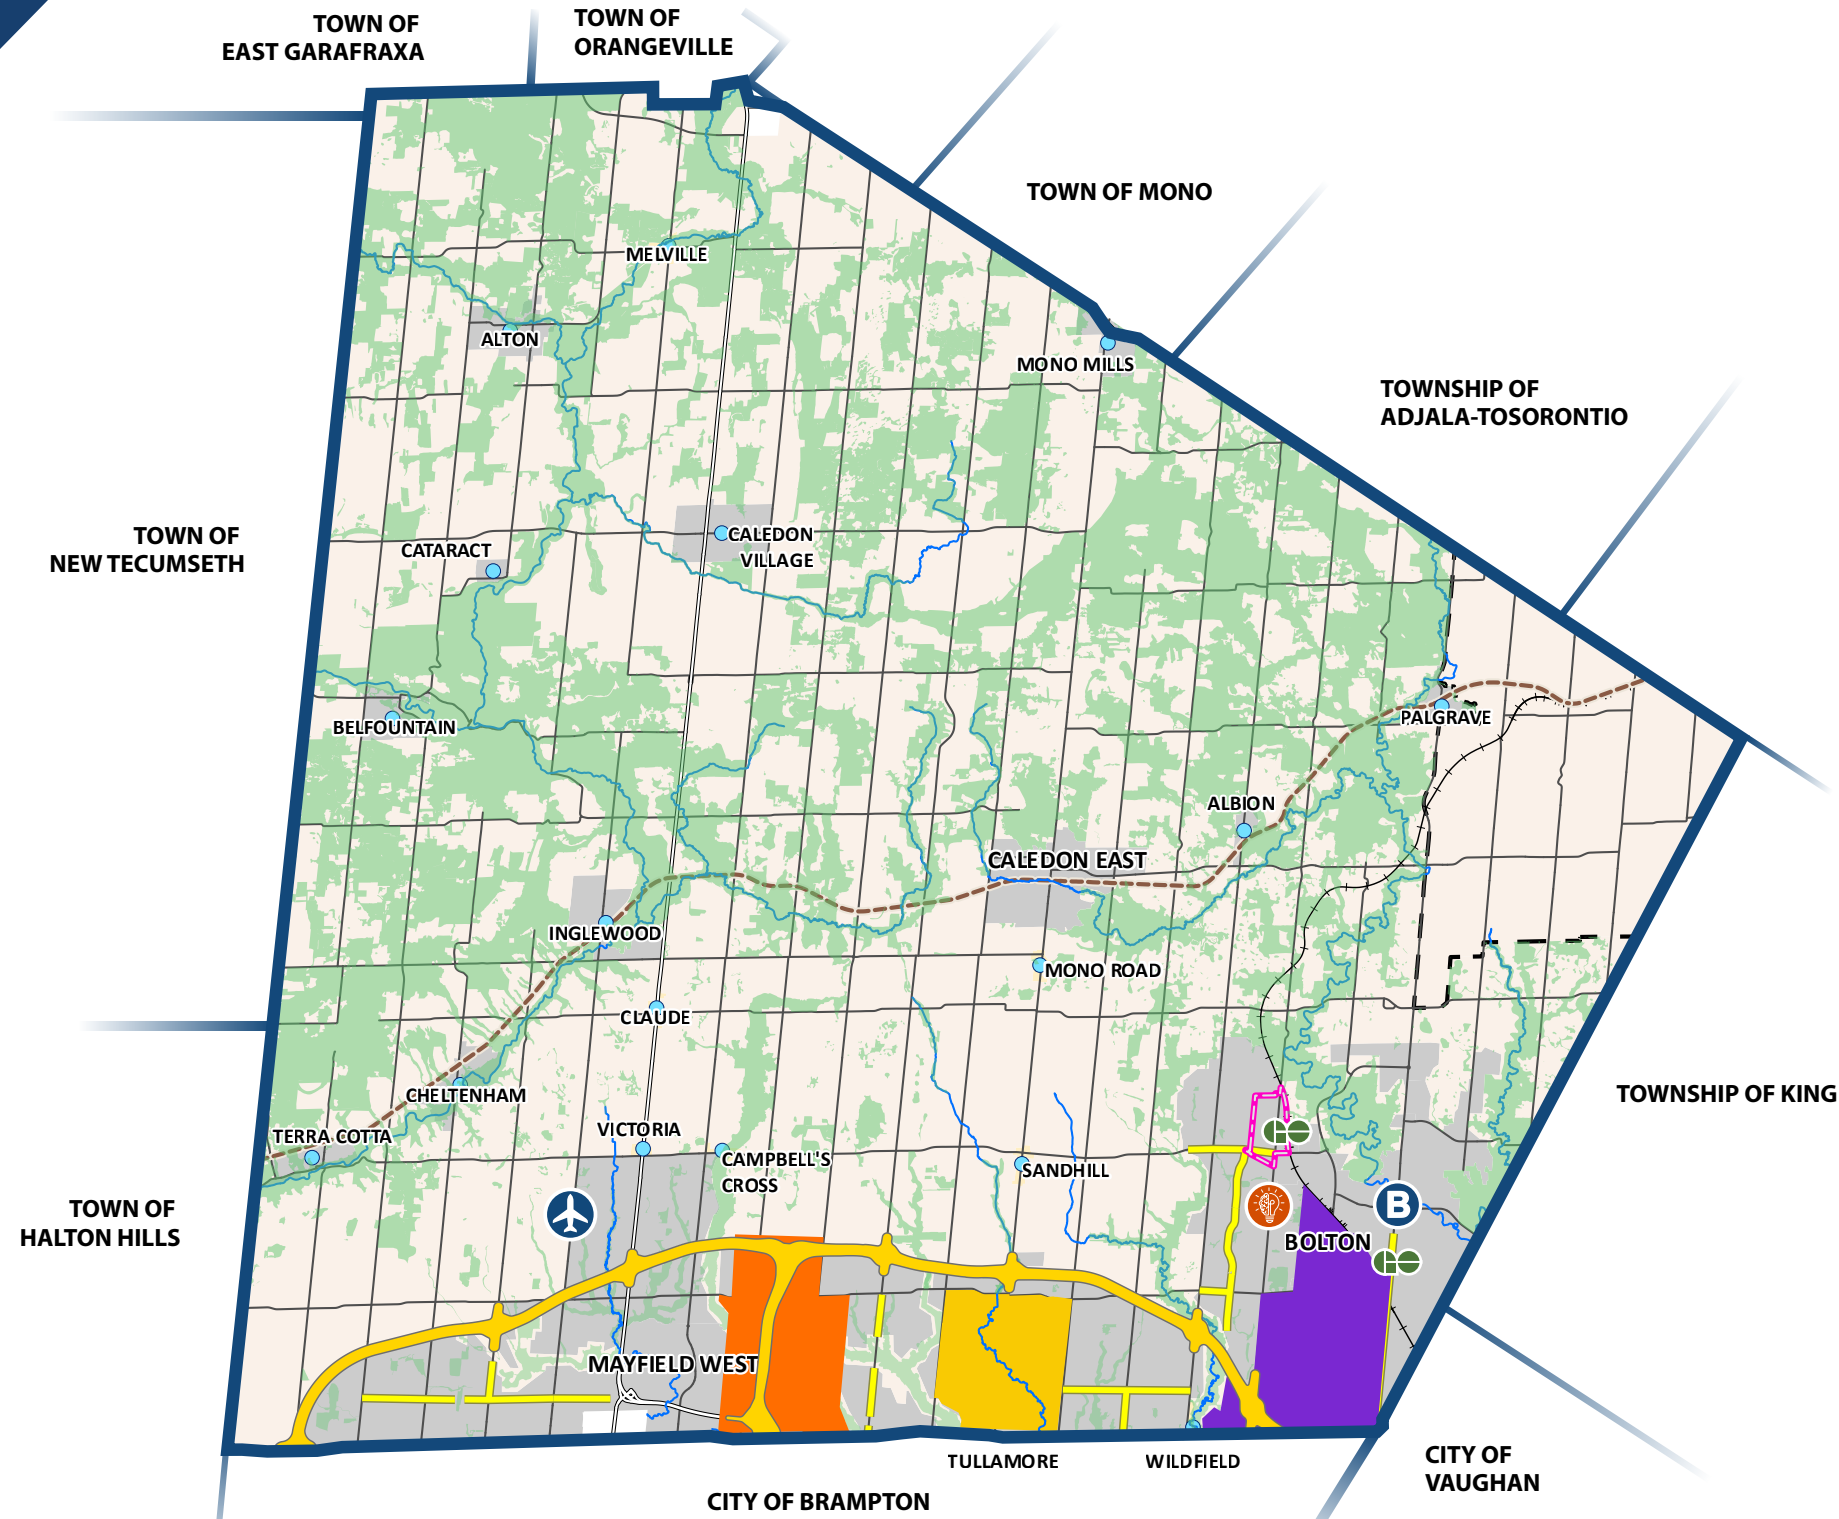 TOWN OF
EAST GARAFRAXA
TOWN OF
ORANGEVILLE
TOWN OF MONO
MELVILLE
ALTON
MONO MILLS
TOWNSHIP OF
ADJALA-TOSORONTIO
TOWN OF
NEW TECUMSETH
CATARACT
CALEDON
VILLAGE
BELFOUNTAIN
PALGRAVE
ALBION
CALEDON EAST
INGLEWOOD
MONO ROAD
CLAUDE
CHELTENHAM
TOWNSHIP OF KING
TERRA COTTA
VICTORIA
CAMPBELL'S
CROSS
SANDHILL
TOWN OF
HALTON HILLS
B
BOLTON
MAYFIELD WEST
TULLAMORE
WILDFIELD
CITY OF
VAUGHAN
CITY OF BRAMPTON